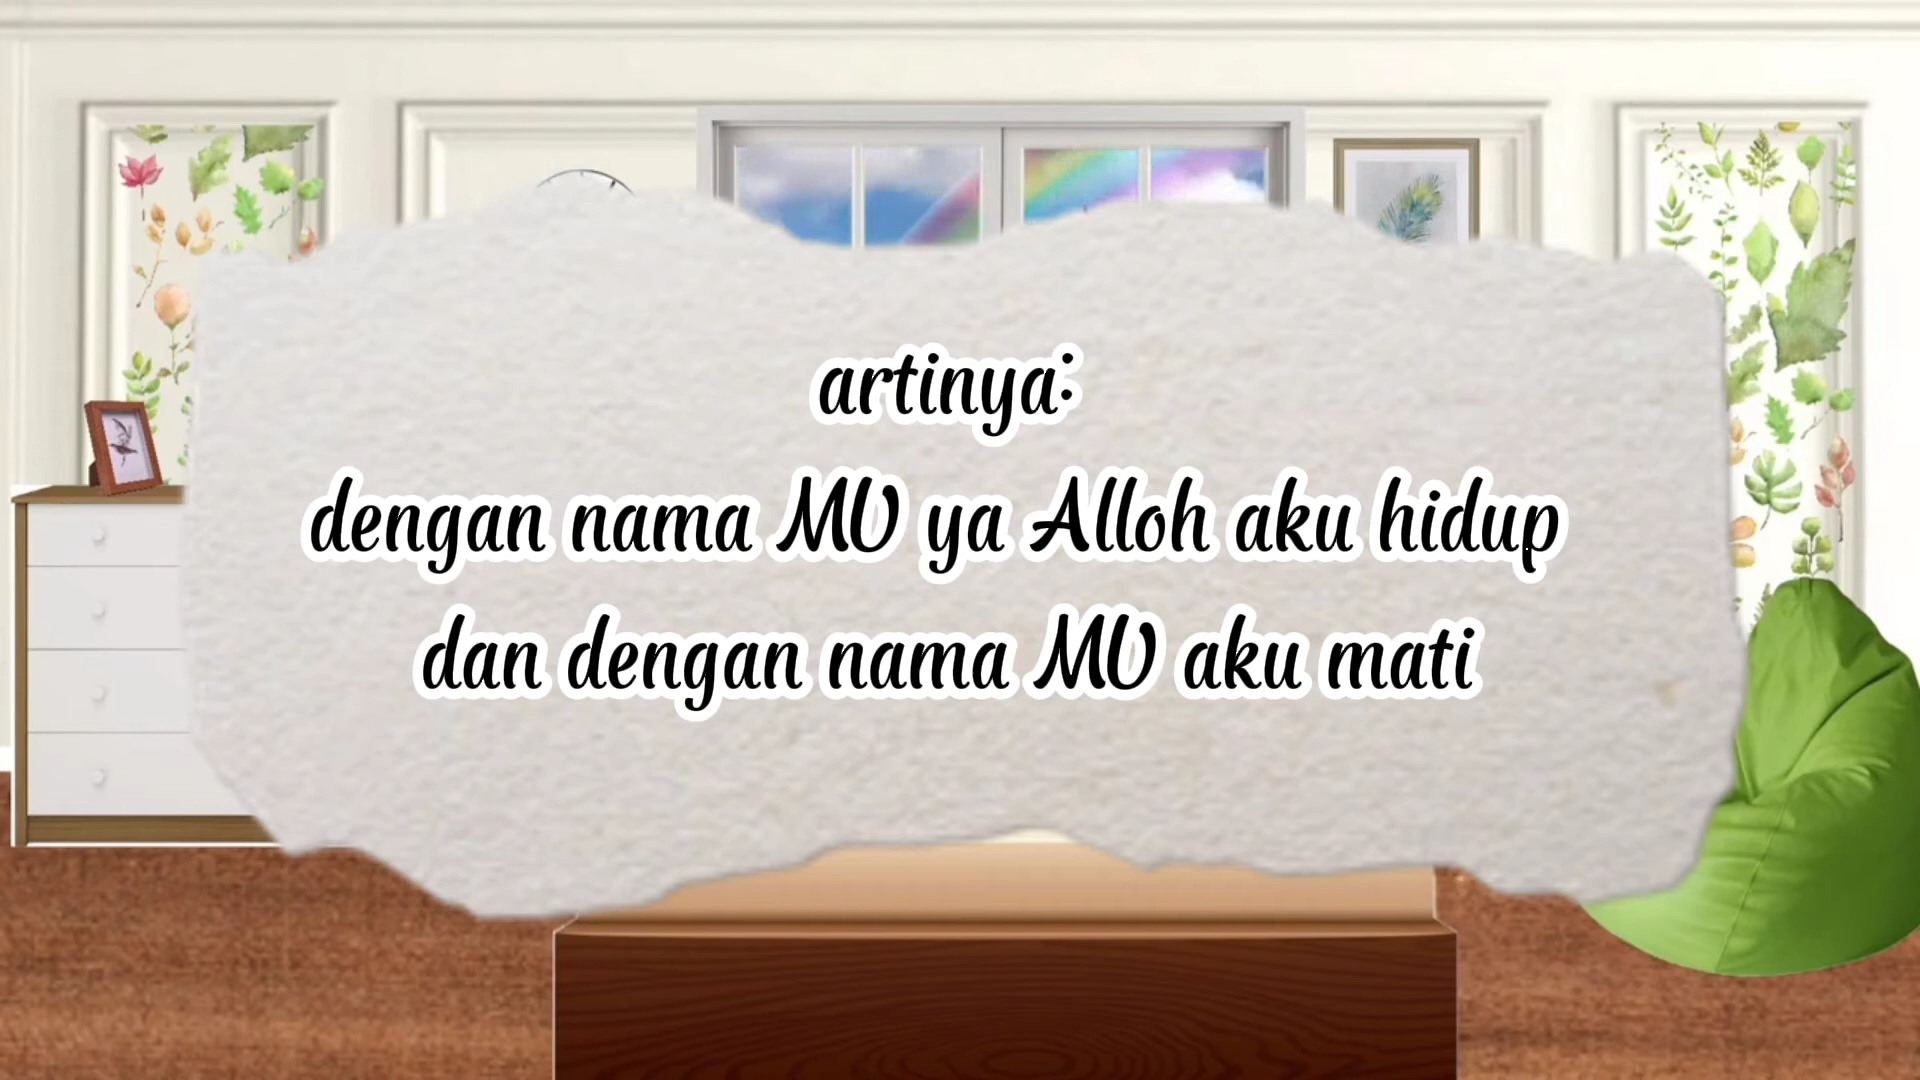 artinya:
dengan nama MU ya Alloh aku hidup
dan dengan nama MU aku mati